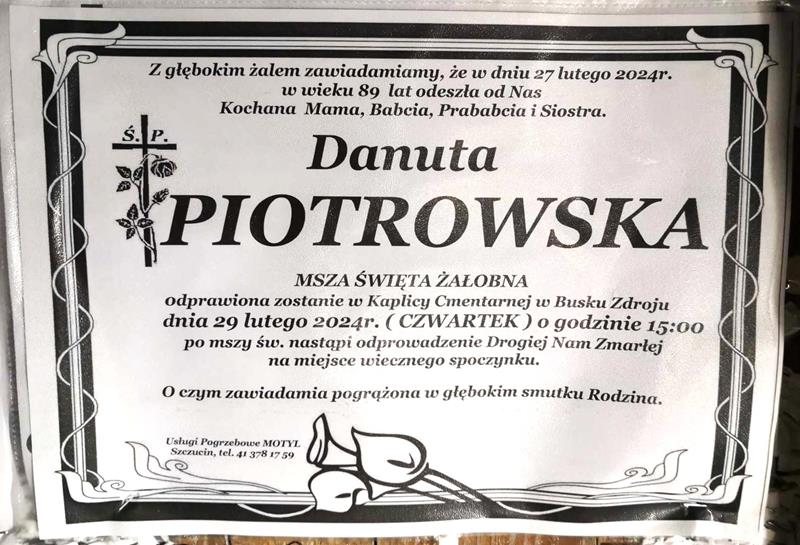 Z głębokim żalem zawiadamiamy, że w dniu 27 lutego 2024r.
w wieku 89 lat odeszła od Nas
Kochana Mama, Babcia, Prababcia i Siostra.
Ś. P.
Danuta
PIOTROWSKA
MSZA ŚWIĘTA ŻAŁOBNA
odprawiona zostanie w Kaplicy Cmentarnej w Busku Zdroju
dnia 29 lutego 2024r. ( CZWARTEK ) o godzinie 15:00
po mszy św. nastąpi odprowadzenie Drogiej Nam Zmarłej
na miejsce wiecznego spoczynku.
O czym zawiadamia pogrążona w głębokim smutku Rodzina.
Usługi Pogrzebowe MOTYL
Szczucin, tel. 41 378 17 59